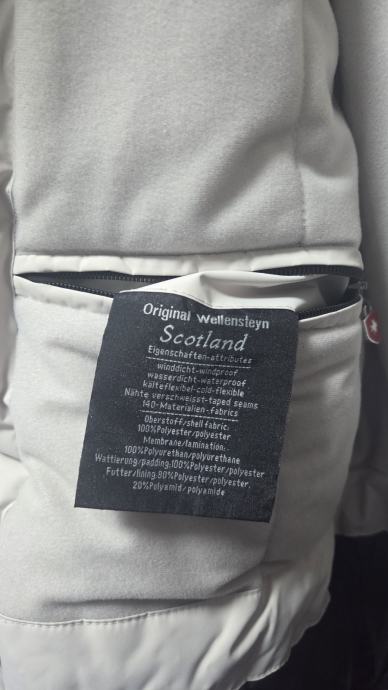 Original Wellensteyn
Scotland
Eigenschaften-attributes
winddicht-windproof
wasserdicht-waterproof
kälteflexibel-cold-flexible
Nähte verschweisst-taped seams
140-Materialien-fabrics
Oberstoff/shell fabric:
100%Polyester/polyester
Membrane/lamination:
100%Polyurethan/polyurethane
Wattierung/padding:100%Polyester/polyester
Futter/lining:80%Polyester/polyester,
20%Polyamid/polyamide